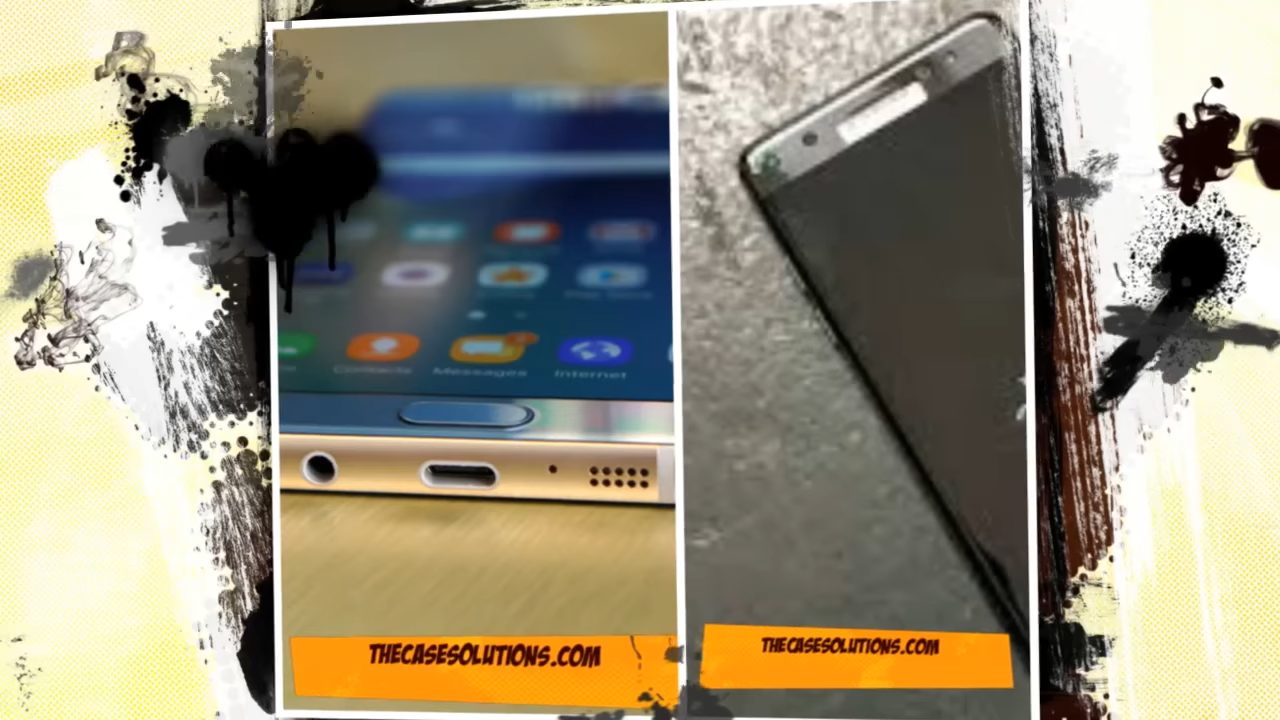 Contacts
Messages
Internet
THECASESOLUTIONS.COM
THECASESOLUTIONS.COM